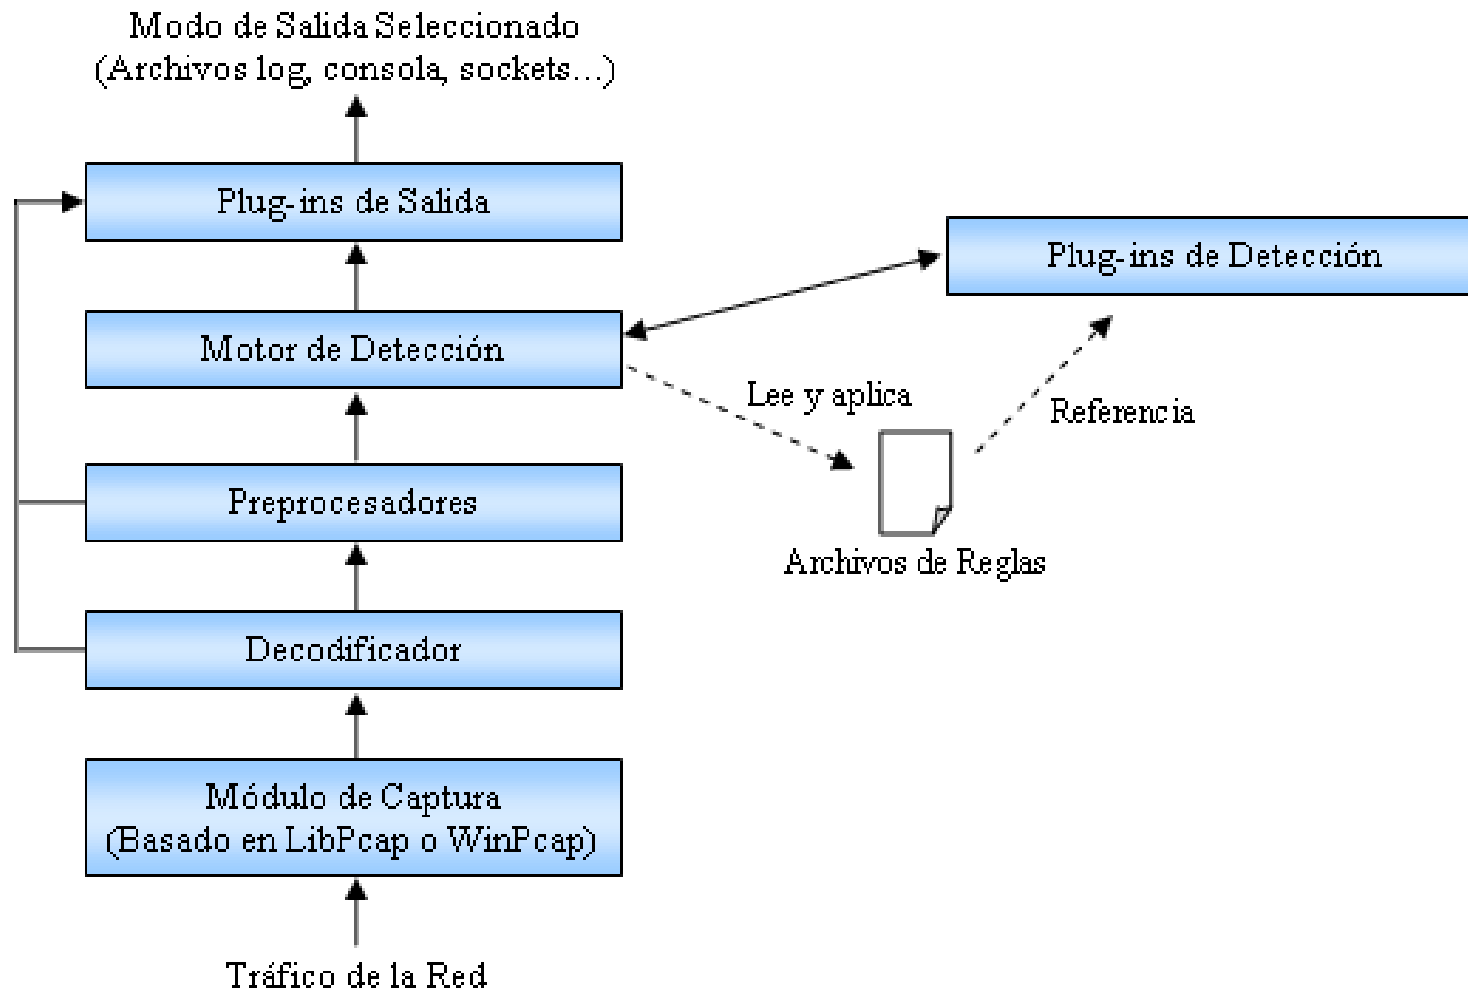 Modo de Salida Seleccionado
(Archivos log, consola, sockets...)
Plug-ins de Salida
Plug-ins de Detección
Motor de Detección
Lee y aplica
Referencia
Preprocesadores
Archivos de Reglas
Decodificador
Módulo de Captura
(Basado en LibPcap o WinPcap)
Tráfico de la Red